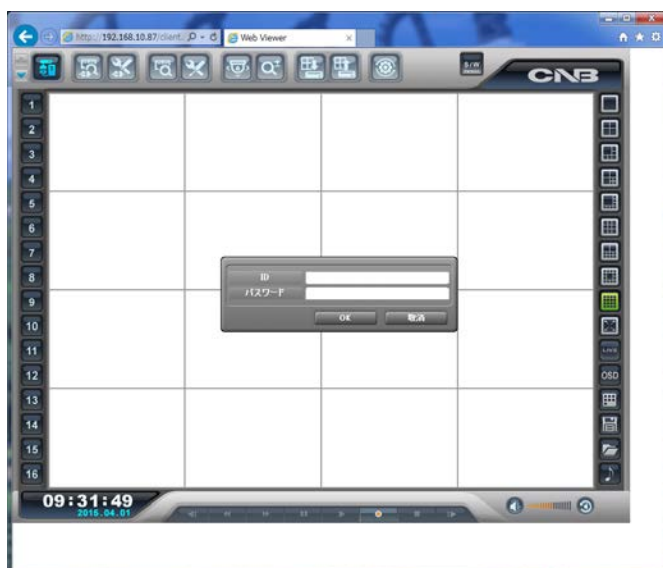 http://192.168.10.87/client.
Web Viewer
S/W
CNB
1
2
3
4
5
6
7
8
9
10
11
12
13
14
15
16
ID
パスワード
OK
取消
LIVE
OSD
09:31:49
2015.04.01